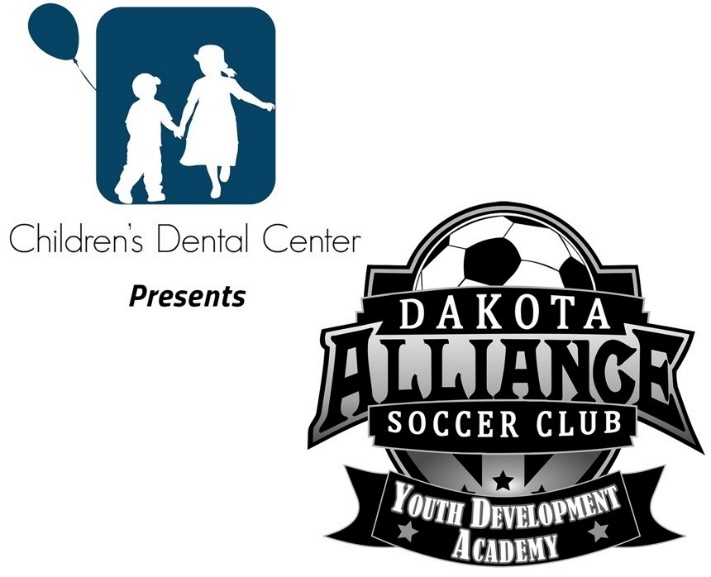 Children's Dental Center
Presents
DAKOTA
ALLIANCE
SOCCER CLUB
YOUTH DEVELOPMENT
ACADEMY